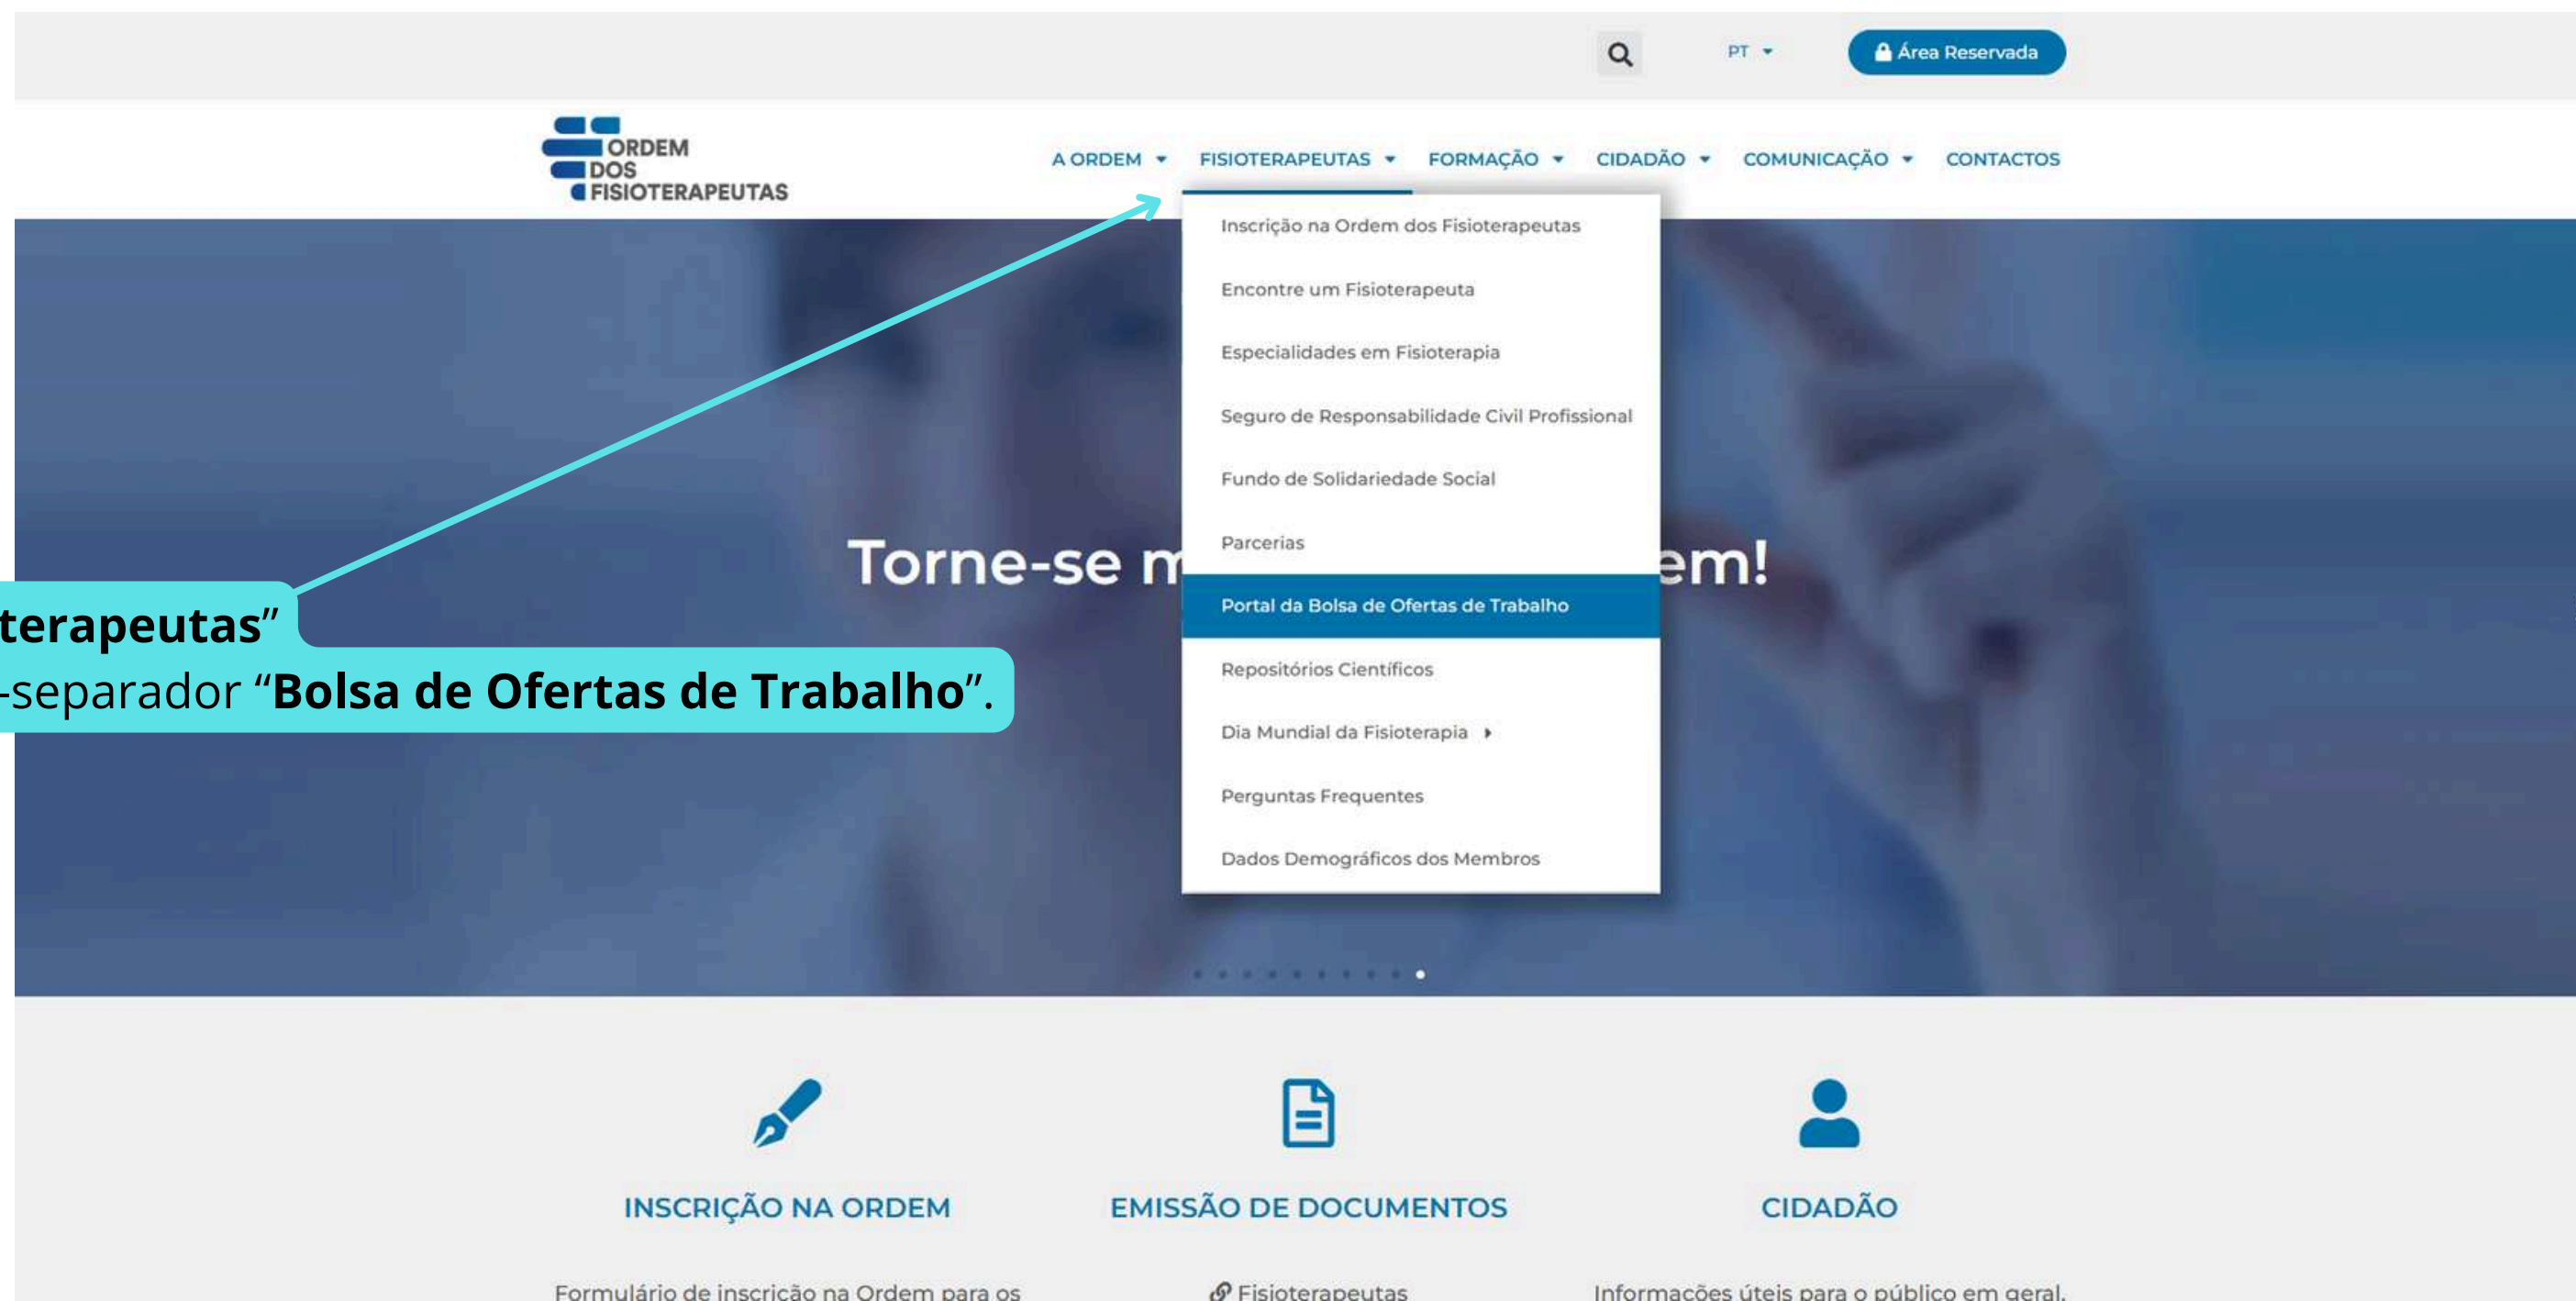 PT
Área Reservada
ORDEM
DOS
FISIOTERAPEUTAS
A ORDEM FISIOTERAPEUTAS FORMAÇÃO CIDADÃO COMUNICAÇÃO CONTACTOS
Inscrição na Ordem dos Fisioterapeutas
Encontre um Fisioterapeuta
Especialidades em Fisioterapia
Seguro de Responsabilidade Civil Profissional
Fundo de Solidariedade Social
Parcerias
Portal da Bolsa de Ofertas de Trabalho
Repositórios Científicos
Dia Mundial da Fisioterapia
Perguntas Frequentes
Dados Demográficos dos Membros
Torne-se m em!
terapeutas”
-separador “Bolsa de Ofertas de Trabalho”.
INSCRIÇÃO NA ORDEM
EMISSÃO DE DOCUMENTOS
CIDADÃO
Formulário de inscrição na Ordem para os
Fisioterapeutas
Informações úteis para o público em geral.